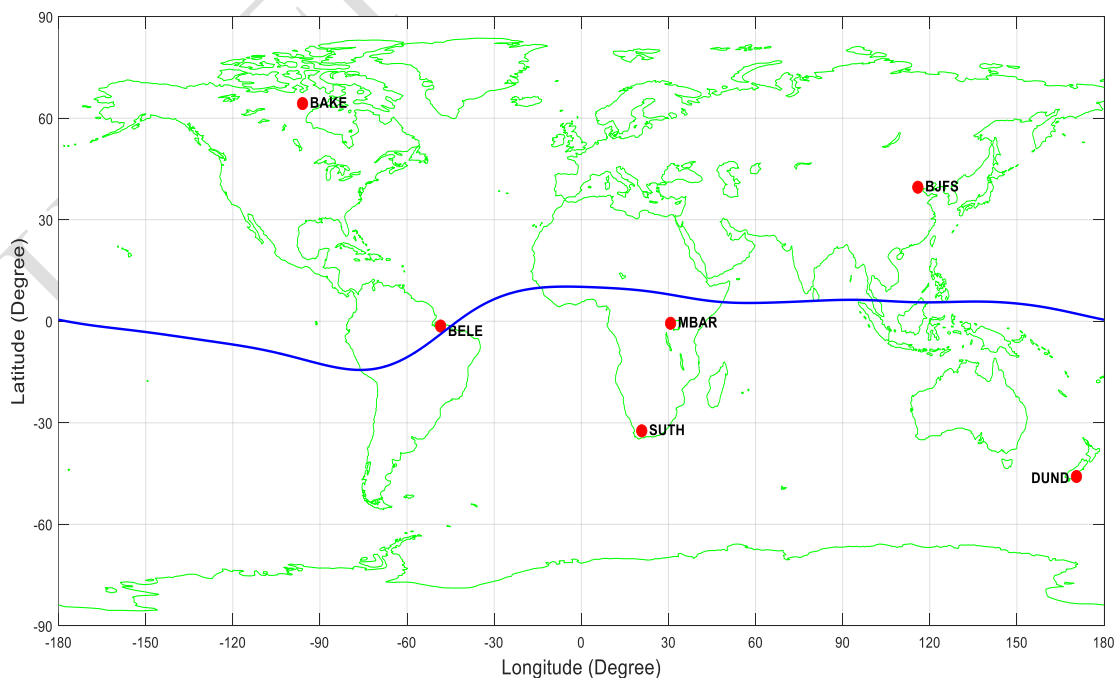 90
60
30
0
-30
-60
-90
Latitude (Degree)
BAKE
BJFS
BELE
MBAR
SUTH
DUND
-180 -150 -120 -90 -60 -30 0 30 60 90 120 150 180
Longitude (Degree)